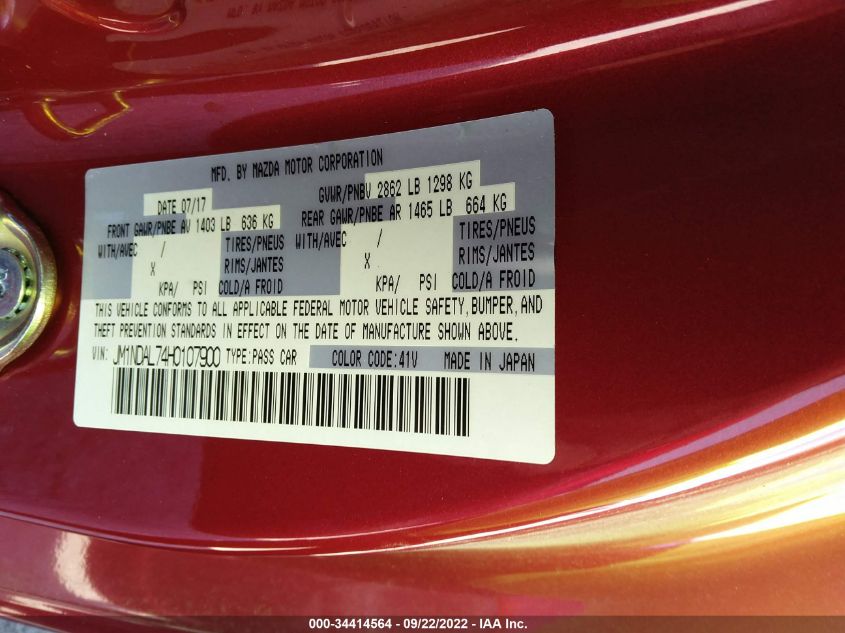 MFD. BY MAZDA MOTOR CORPORATION
DATE 07/17 GVWR/PNBV 2862 LB 1298 KG
FRONT GAWR/PNBE AV 1403 LB 636 KG REAR GAWR/PNBE AR 1465 LB 664 KG
WITH/AVEC / TIRES/PNEUS WITH/AVEC / TIRES/PNEUS
X RIMS/JANTES X RIMS/JANTES
KPA/ PSI COLD/A FROID KPA/ PSI COLD/A FROID
THIS VEHICLE CONFORMS TO ALL APPLICABLE FEDERAL MOTOR VEHICLE SAFETY, BUMPER, AND
THEFT PREVENTION STANDARDS IN EFFECT ON THE DATE OF MANUFACTURE SHOWN ABOVE.
VIN: JM1NDAL74H0107900 TYPE:PASS CAR COLOR CODE:41V MADE IN JAPAN
000-34414564 - 09/22/2022 - IAA Inc.